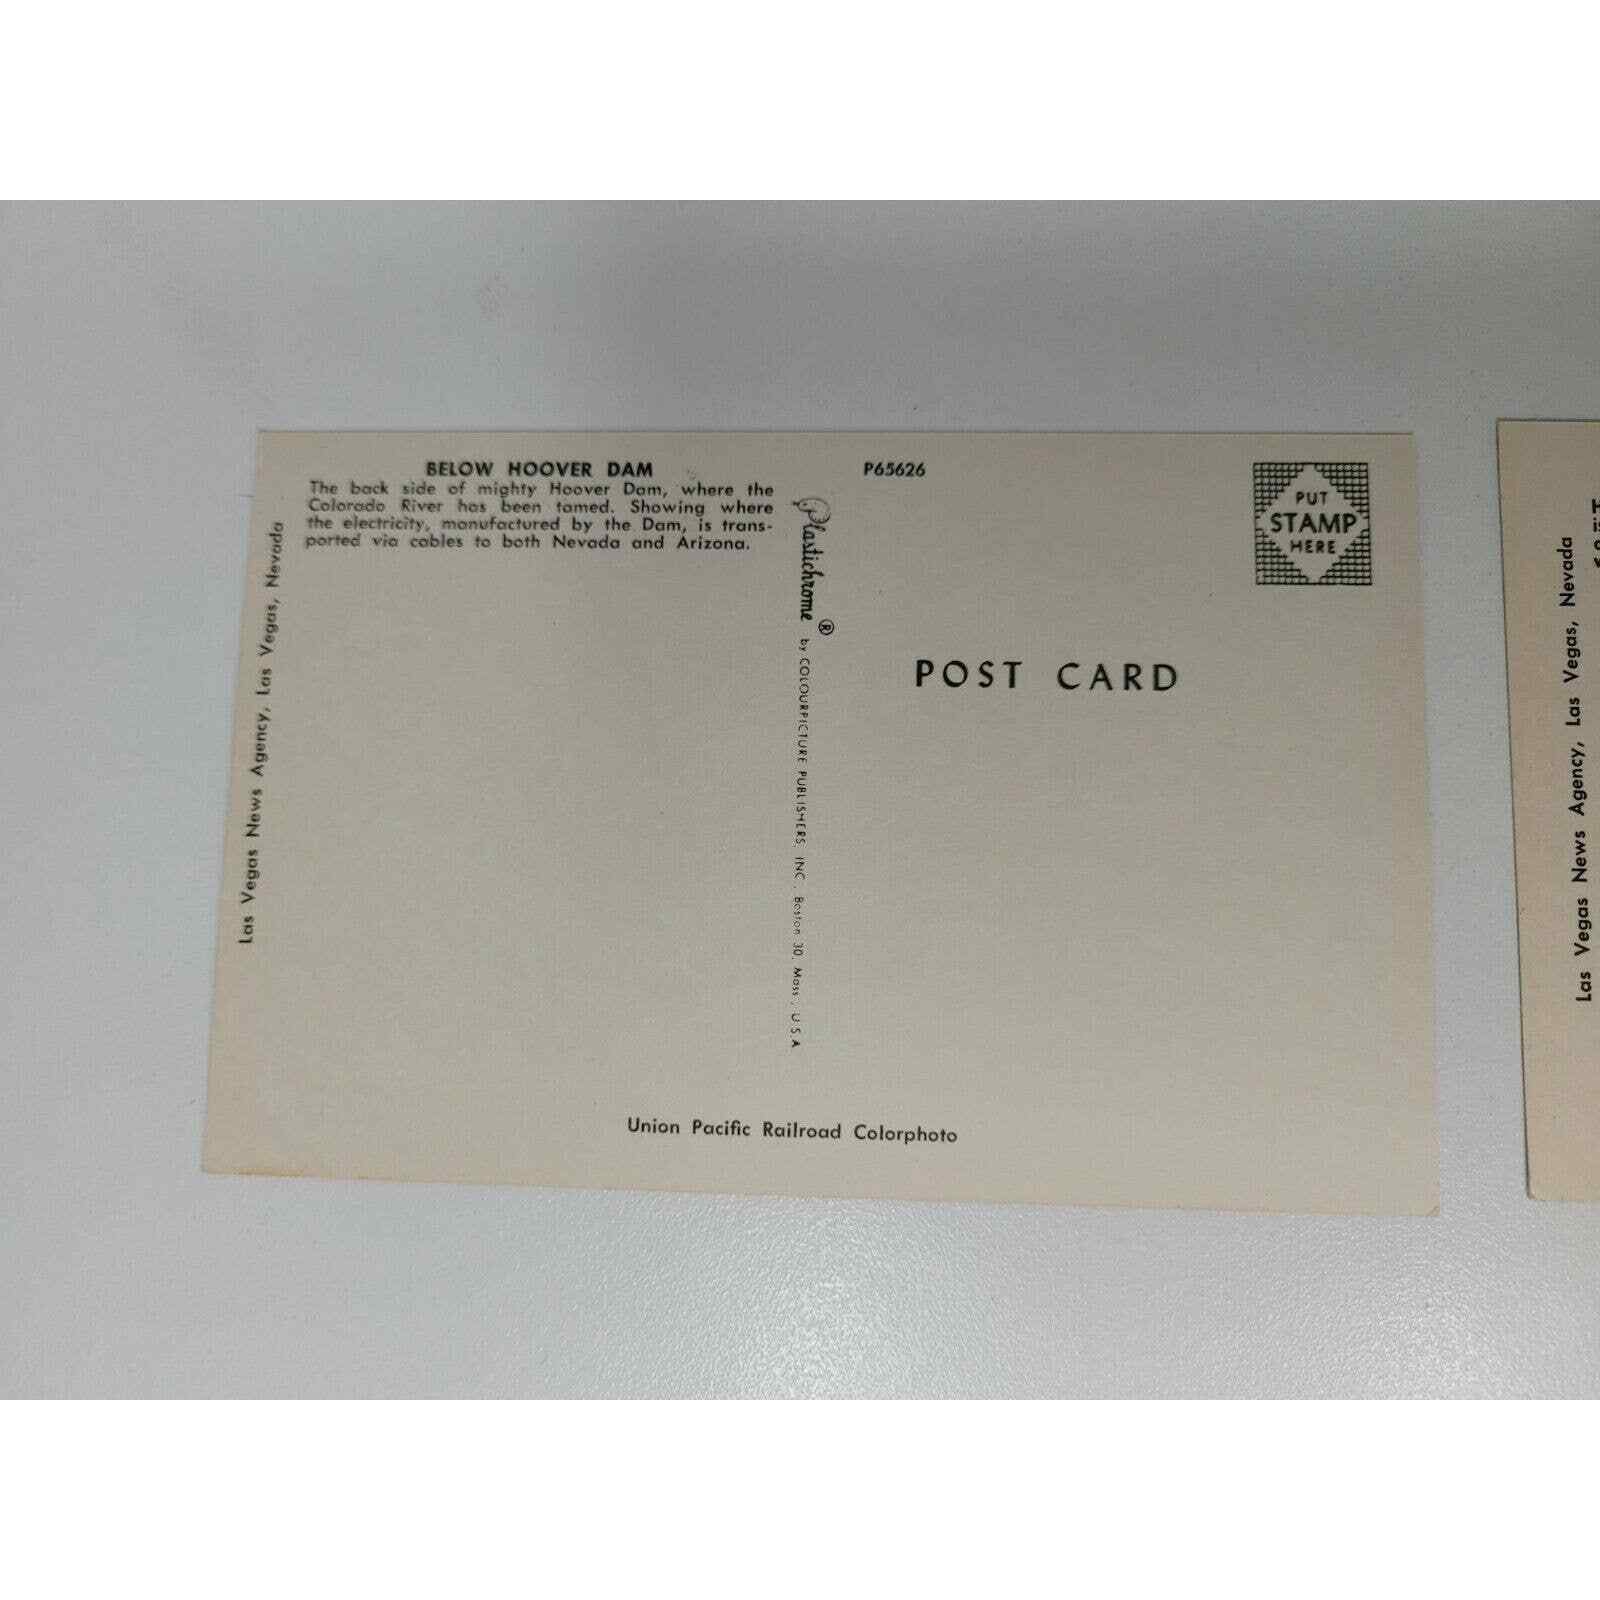 BELOW HOOVER DAM
The back side of mighty Hoover Dam, where the
Colorado River has been tamed. Showing where
the electricity, manufactured by the Dam, is trans-
ported via cables to both Nevada and Arizona.
Las Vegas News Agency, Las Vegas, Nevada
Plastichrome ® by COLOURPICTURE PUBLISHERS, INC., Boston 30, Mass., U.S.A.
P65626
PUT
STAMP
HERE
POST CARD
Union Pacific Railroad Colorphoto
Las Vegas News Agency, Las Vegas, Nevada